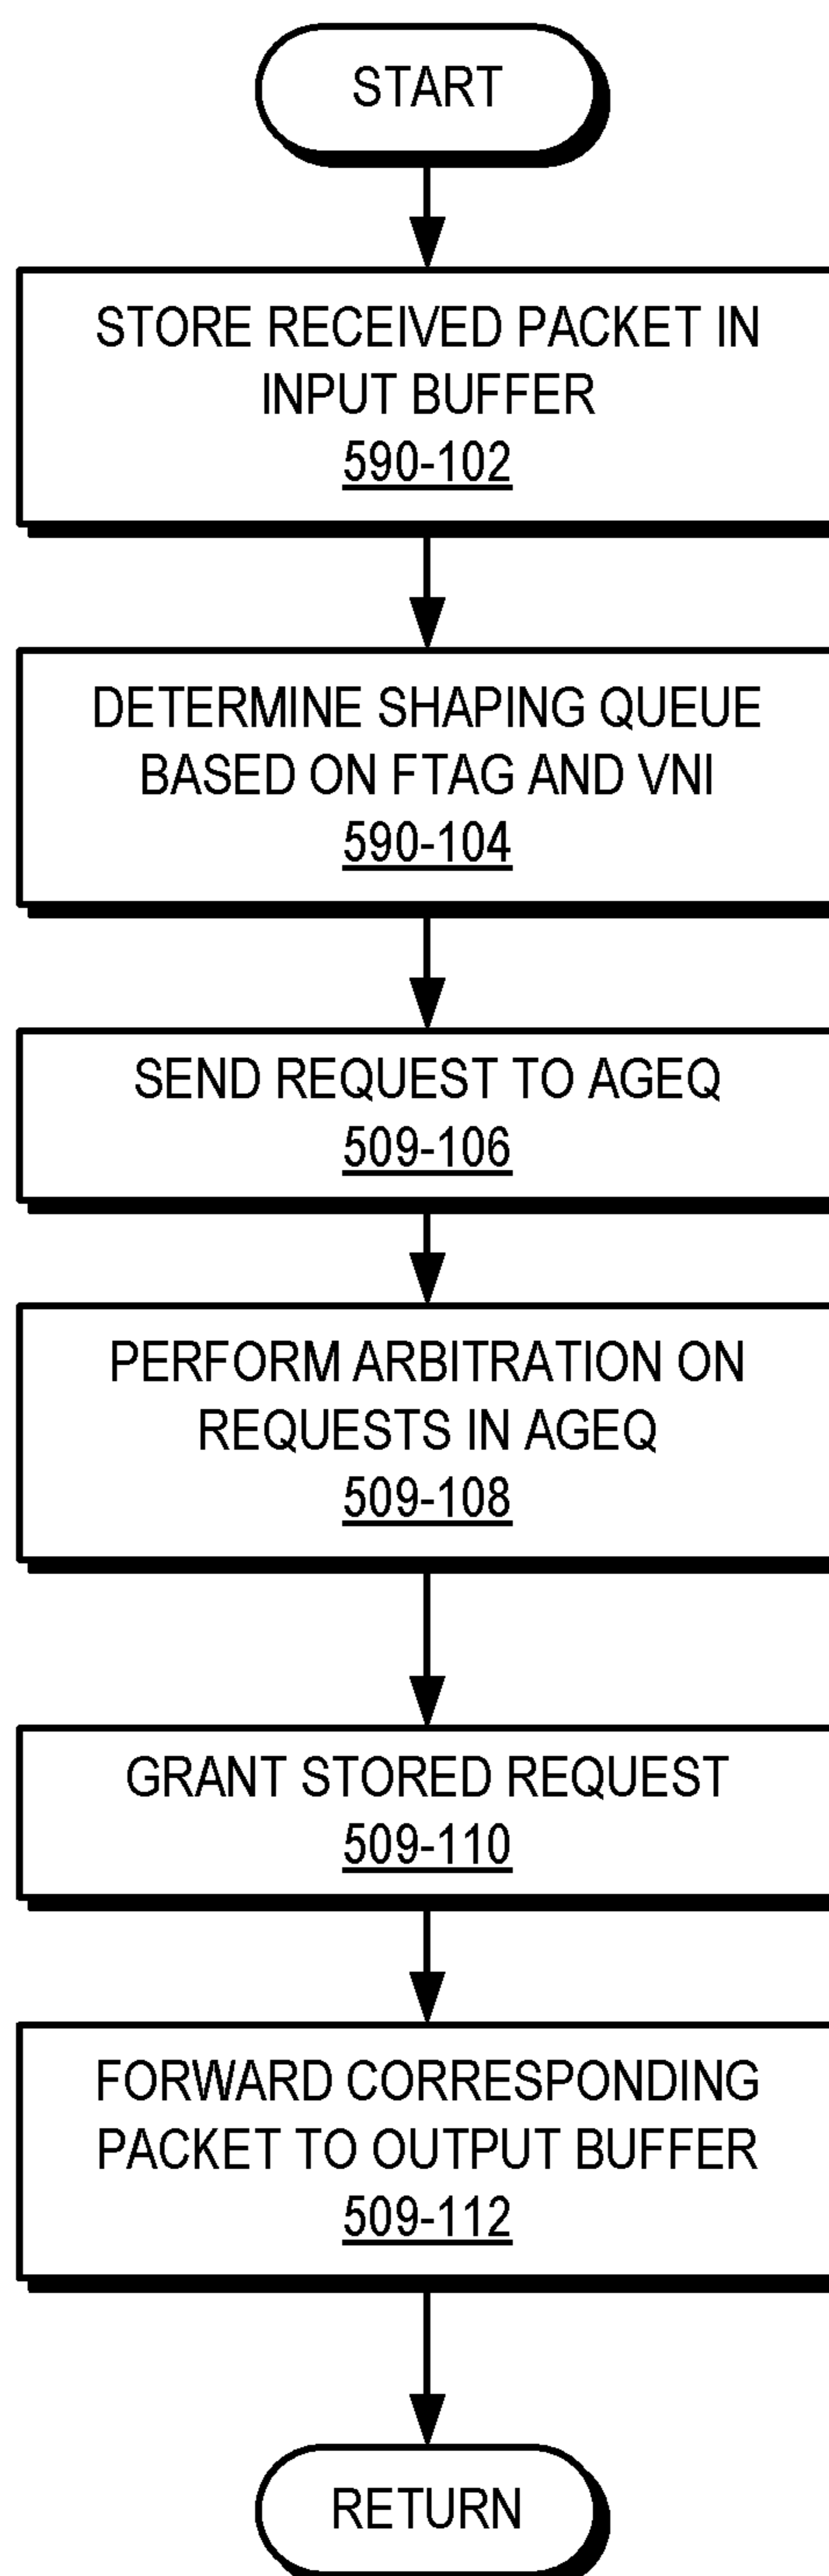 START
STORE RECEIVED PACKET IN
INPUT BUFFER
590-102
DETERMINE SHAPING QUEUE
BASED ON FTAG AND VNI
590-104
SEND REQUEST TO AGEQ
509-106
PERFORM ARBITRATION ON
REQUESTS IN AGEQ
509-108
GRANT STORED REQUEST
509-110
FORWARD CORRESPONDING
PACKET TO OUTPUT BUFFER
509-112
RETURN